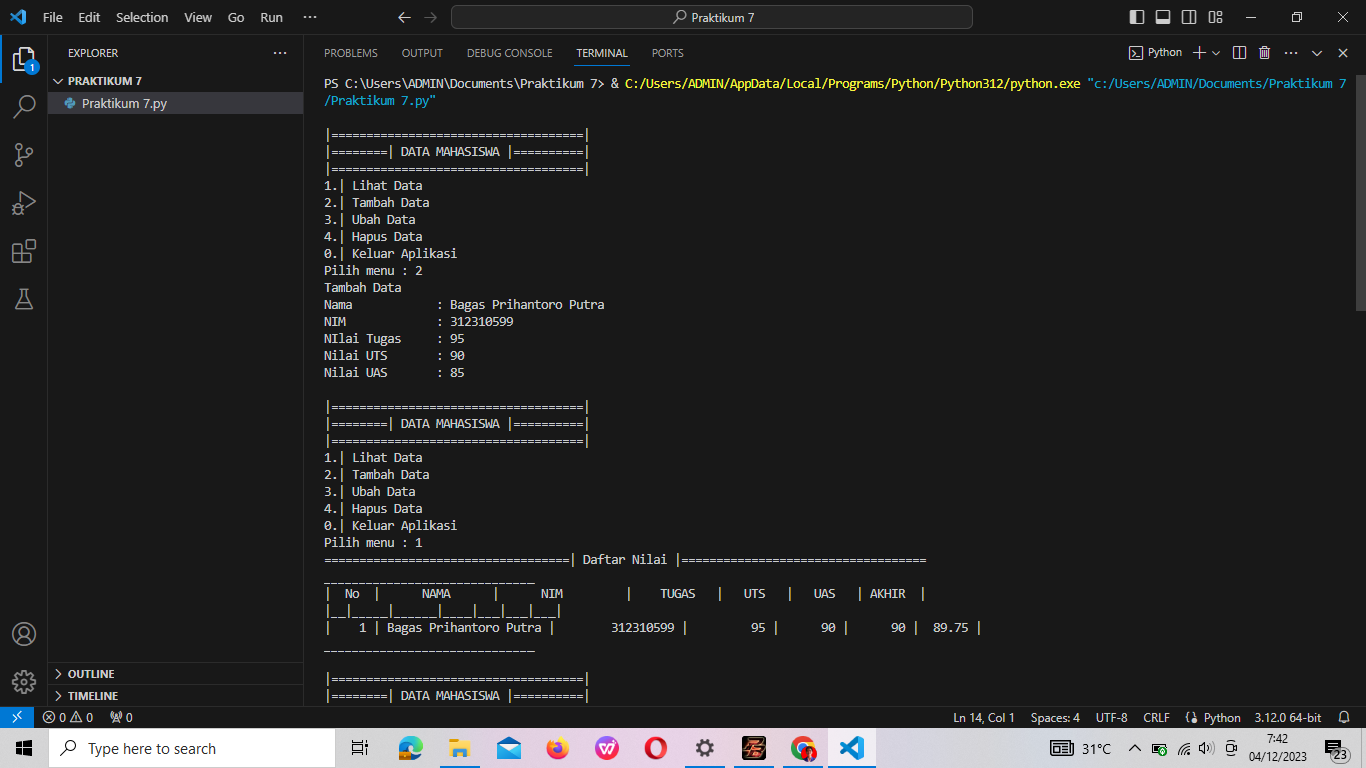 File Edit Selection View Go Run ··· Praktikum 7
EXPLORER ···
PRAKTIKUM 7
Praktikum 7.py
1
OUTLINE
TIMELINE
PROBLEMS OUTPUT DEBUG CONSOLE TERMINAL PORTS Python ···
PS C:\Users\ADMIN\Documents\Praktikum 7> & C:/Users/ADMIN/AppData/Local/Programs/Python/Python312/python.exe "c:/Users/ADMIN/Documents/Praktikum 7
/Praktikum 7.py"
|====================================|
|========| DATA MAHASISWA |==========|
|====================================|
1.| Lihat Data
2.| Tambah Data
3.| Ubah Data
4.| Hapus Data
0.| Keluar Aplikasi
Pilih menu : 2
Tambah Data
Nama            : Bagas Prihantoro Putra
NIM             : 312310599
NIlai Tugas     : 95
Nilai UTS       : 90
Nilai UAS       : 85
|====================================|
|========| DATA MAHASISWA |==========|
|====================================|
1.| Lihat Data
2.| Tambah Data
3.| Ubah Data
4.| Hapus Data
0.| Keluar Aplikasi
Pilih menu : 1
===================================| Daftar Nilai |===================================
______________________________
|  No  |      NAMA      |      NIM         |    TUGAS   |   UTS   |   UAS   | AKHIR  |
|__|_____|______|____|___|___|___|
|    1 | Bagas Prihantoro Putra |        312310599 |         95 |      90 |      90 |  89.75 |
______________________________
|====================================|
|========| DATA MAHASISWA |==========|
0 0 0 Ln 14, Col 1 Spaces: 4 UTF-8 CRLF Python 3.12.0 64-bit
Type here to search 31°C 7:42
04/12/2023 23